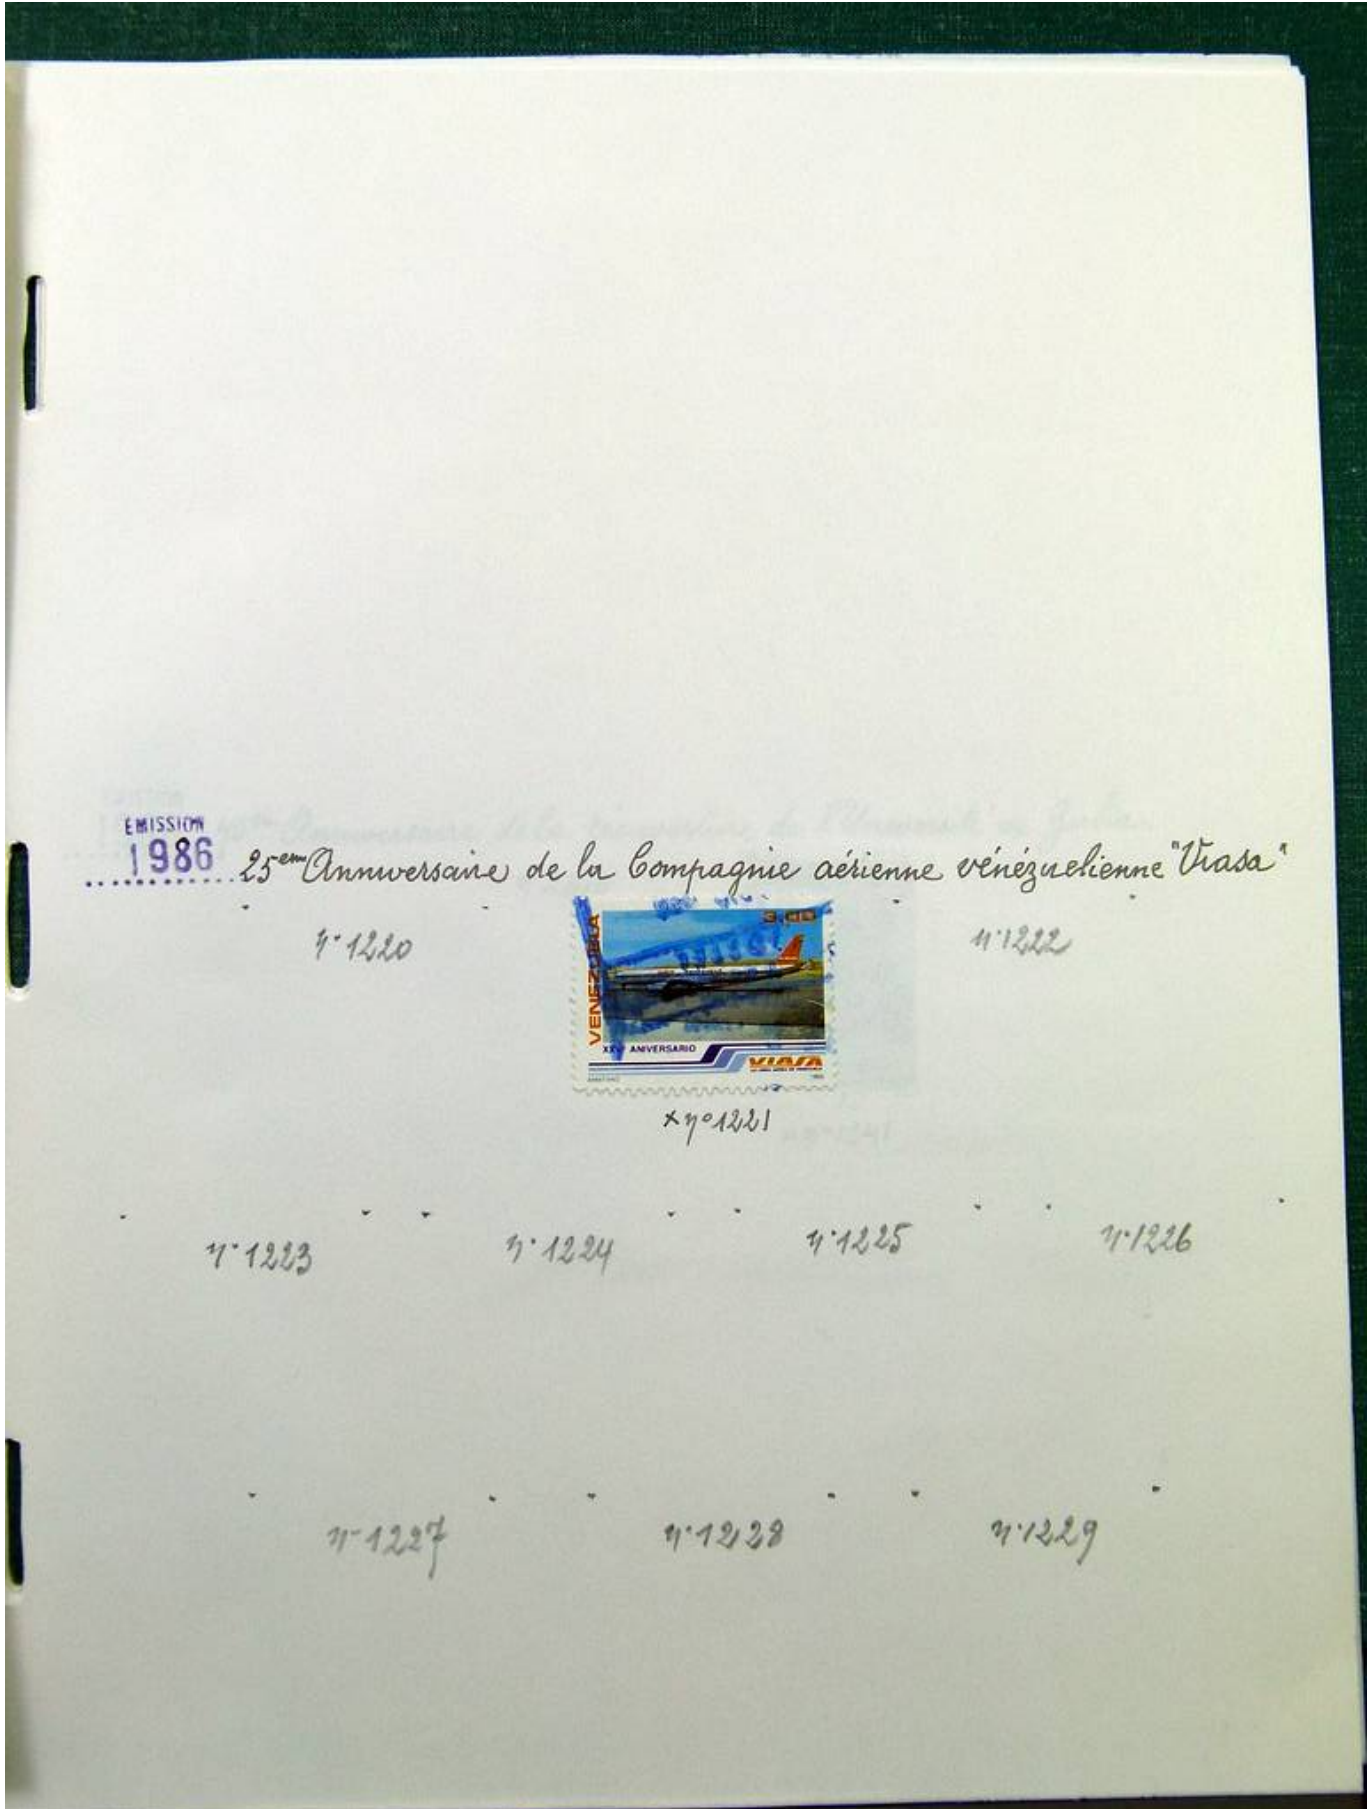 EMISSION
1986 25em Anniversaire de la Compagnie aérienne vénézuelienne "Viasa"
n° 1220
n° 1222
VENEZUELA
3,00
XXV ANIVERSARIO
VIASA
x n° 1221
n° 1223 n° 1224 n° 1225 n° 1226
n° 1227 n° 1228 n° 1229